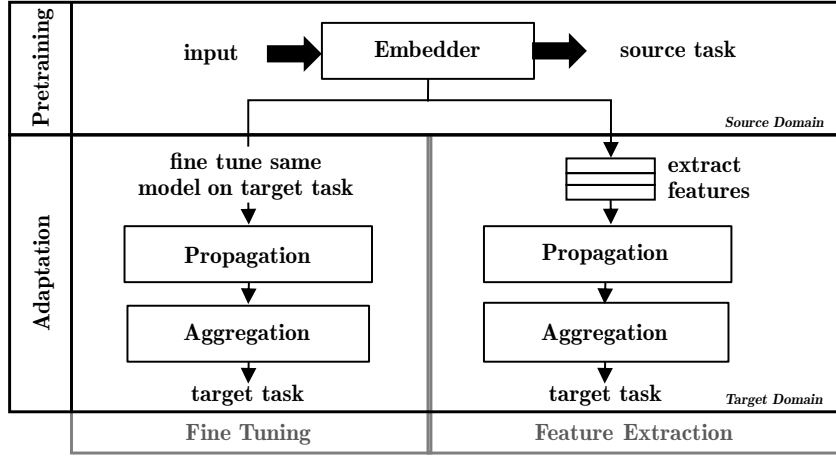 Pretraining
input
Embedder
source task
Source Domain
Adaptation
fine tune same
model on target task
Propagation
Aggregation
target task
extract
features
Propagation
Aggregation
target task
Target Domain
Fine Tuning
Feature Extraction